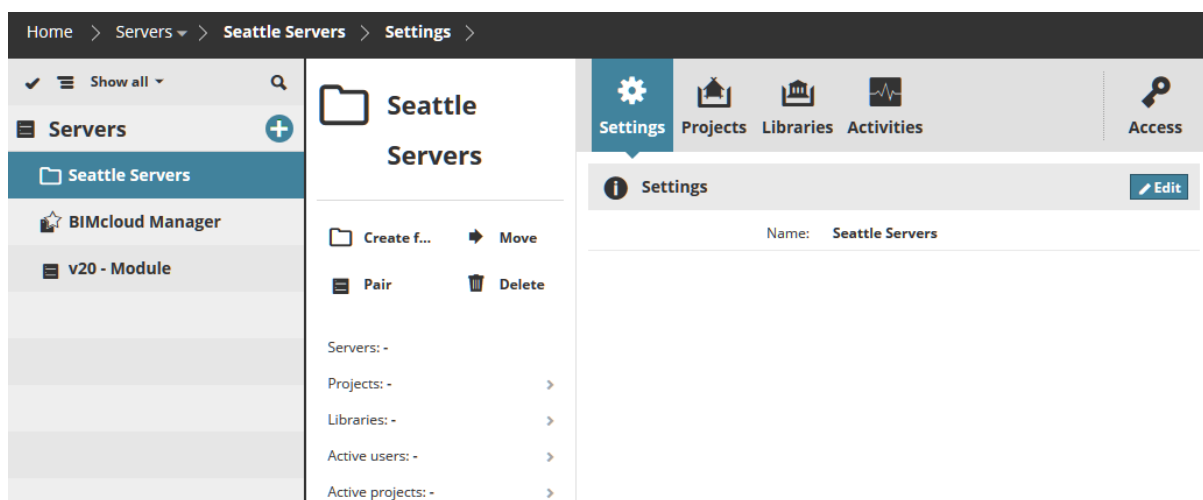 Home > Servers > Seattle Servers > Settings >
Show all
Servers
Seattle Servers
BIMcloud Manager
v20 - Module
Seattle
Servers
Create f... Move
Pair Delete
Servers: -
Projects: -
Libraries: -
Active users: -
Active projects: -
Settings Projects Libraries Activities Access
Settings Edit
Name: Seattle Servers